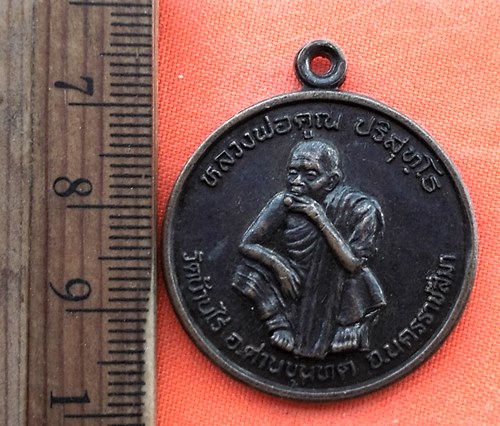 7
8
9
1
หลวงพ่อคูณ ปริสุทฺโธ
วัดบ้านไร่ อ.ด่านขุนทด จ.นครราชสีมา